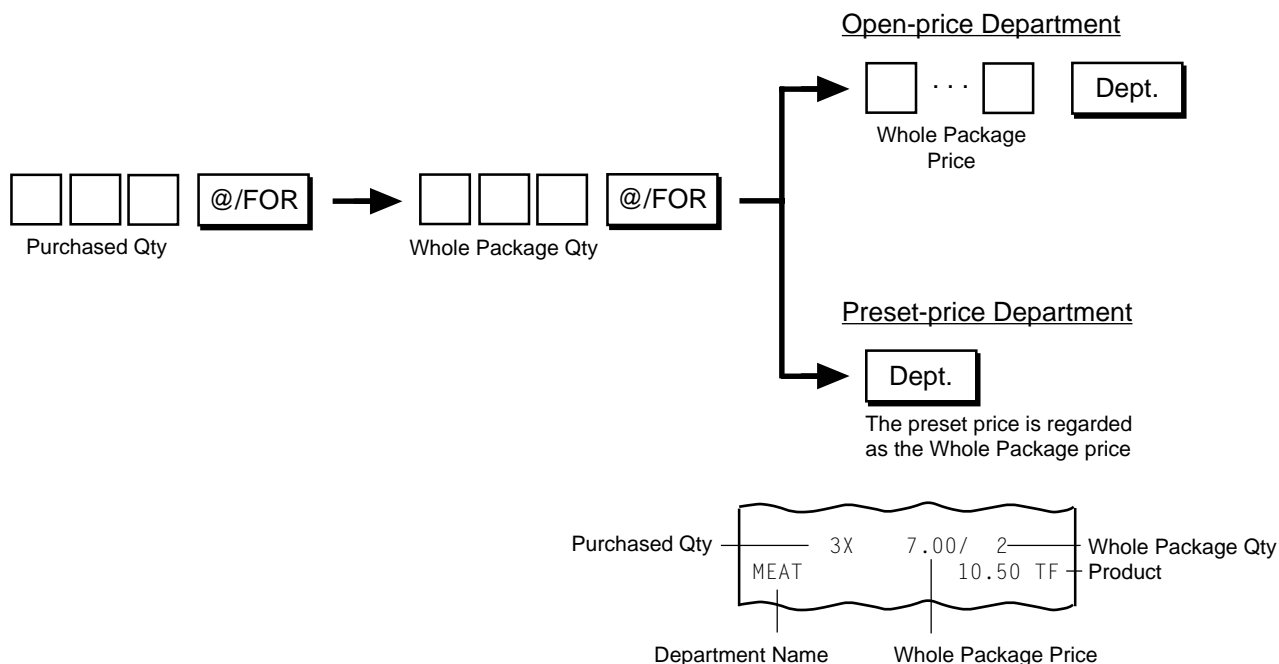 Open-price Department
· · ·
Dept.
Whole Package
Price
@/FOR
@/FOR
Purchased Qty
Whole Package Qty
Preset-price Department
Dept.
The preset price is regarded
as the Whole Package price
Purchased Qty
3X 7.00/ 2
Whole Package Qty
MEAT 10.50 TF
Product
Department Name
Whole Package Price